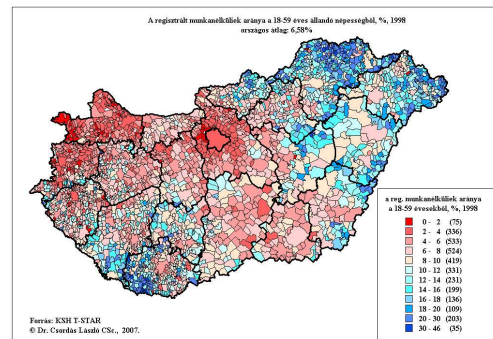 A regisztrált munkanélküliek aránya a 18-59 éves állandó népességből, %, 1998
országos átlag: 6,58%
a reg. munkanélküliek aránya
a 18-59 évesekből, %, 1998
0 - 2 (75)
2 - 4 (336)
4 - 6 (533)
6 - 8 (524)
8 - 10 (419)
10 - 12 (331)
12 - 14 (231)
14 - 16 (199)
16 - 18 (136)
18 - 20 (109)
20 - 30 (203)
30 - 46 (35)
Forrás: KSH T-STAR
© Dr. Csordás László CSc., 2007.